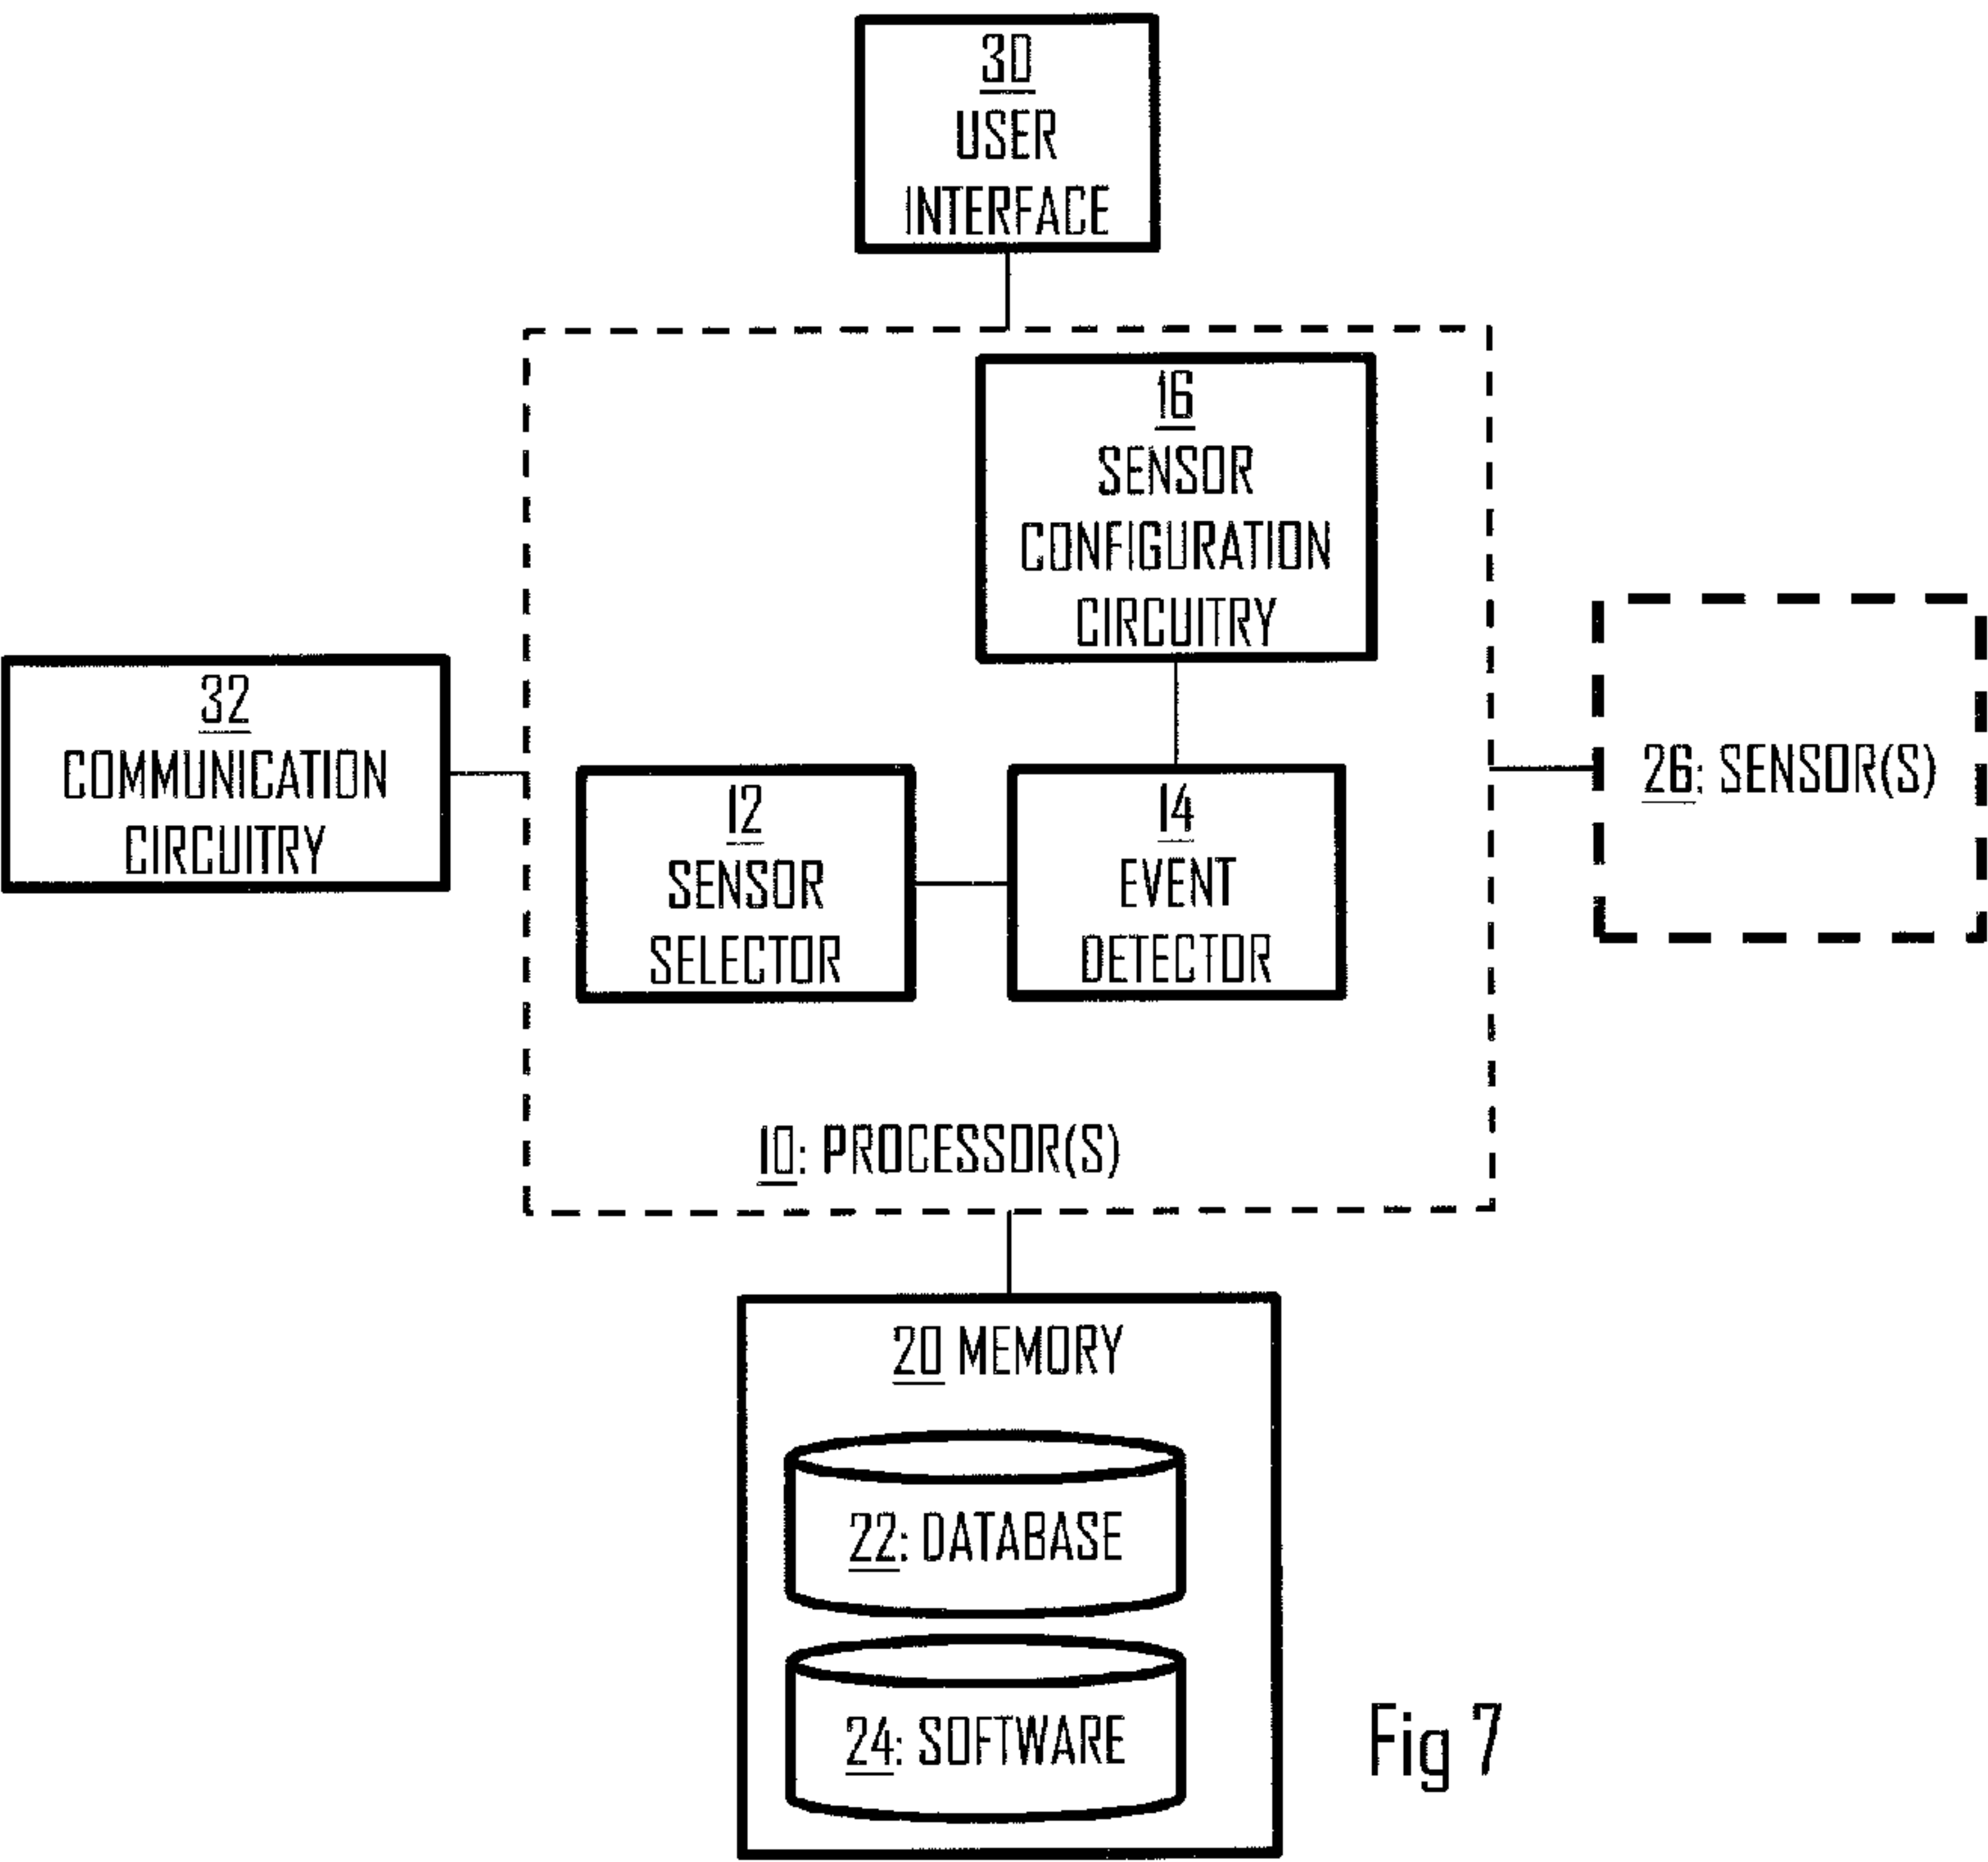 30
USER
INTERFACE
16
SENSOR
CONFIGURATION
CIRCUITRY
32
COMMUNICATION
CIRCUITRY
12
SENSOR
SELECTOR
14
EVENT
DETECTOR
26: SENSOR(S)
10: PROCESSOR(S)
20 MEMORY
22: DATABASE
24: SOFTWARE
Fig 7